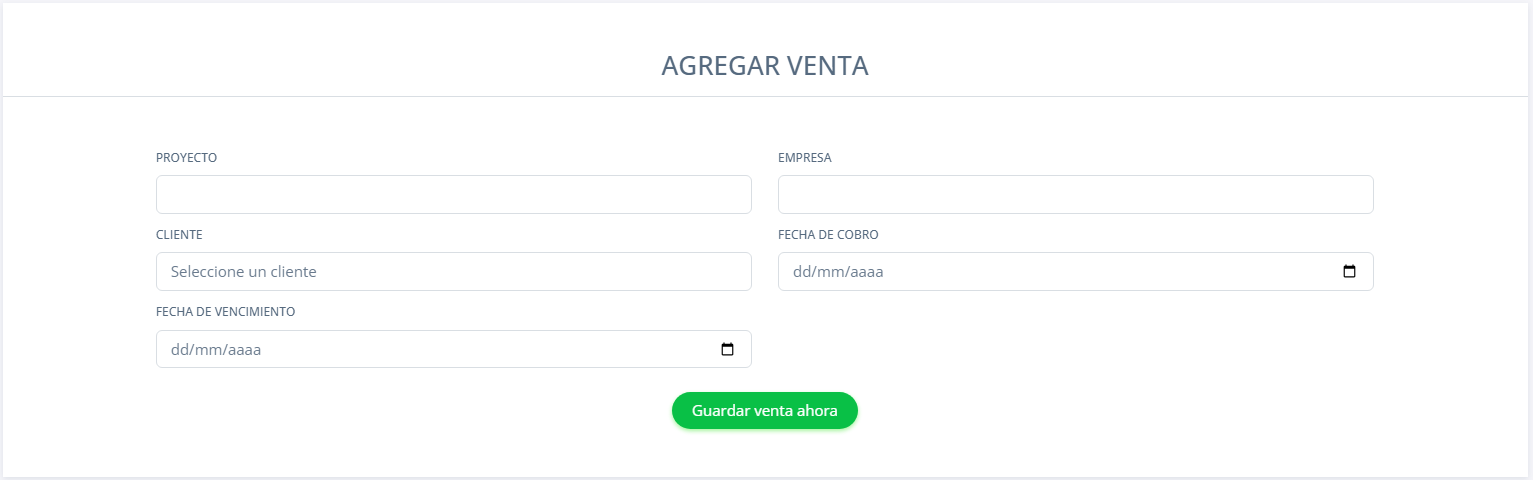 AGREGAR VENTA
PROYECTO
EMPRESA
CLIENTE
FECHA DE COBRO
Seleccione un cliente
dd/mm/aaaa
FECHA DE VENCIMIENTO
dd/mm/aaaa
Guardar venta ahora